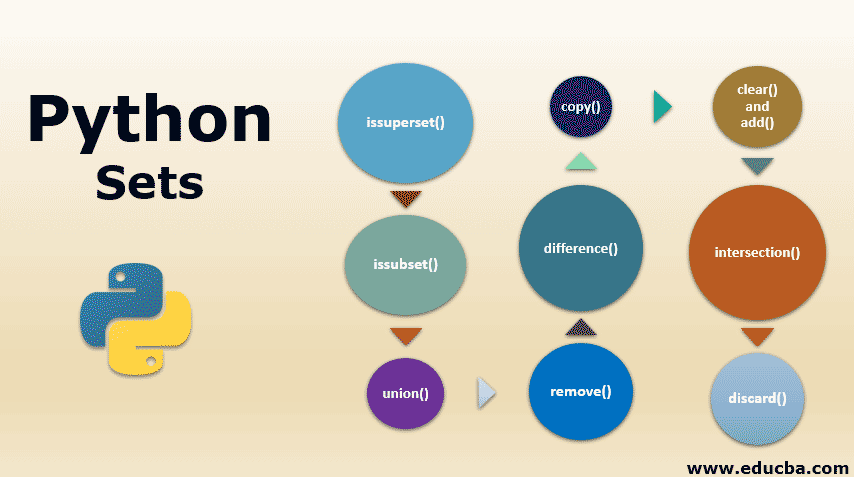 Python
Sets
issuperset()
issubset()
union()
remove()
difference()
copy()
clear()
and
add()
intersection()
discard()
www.educba.com